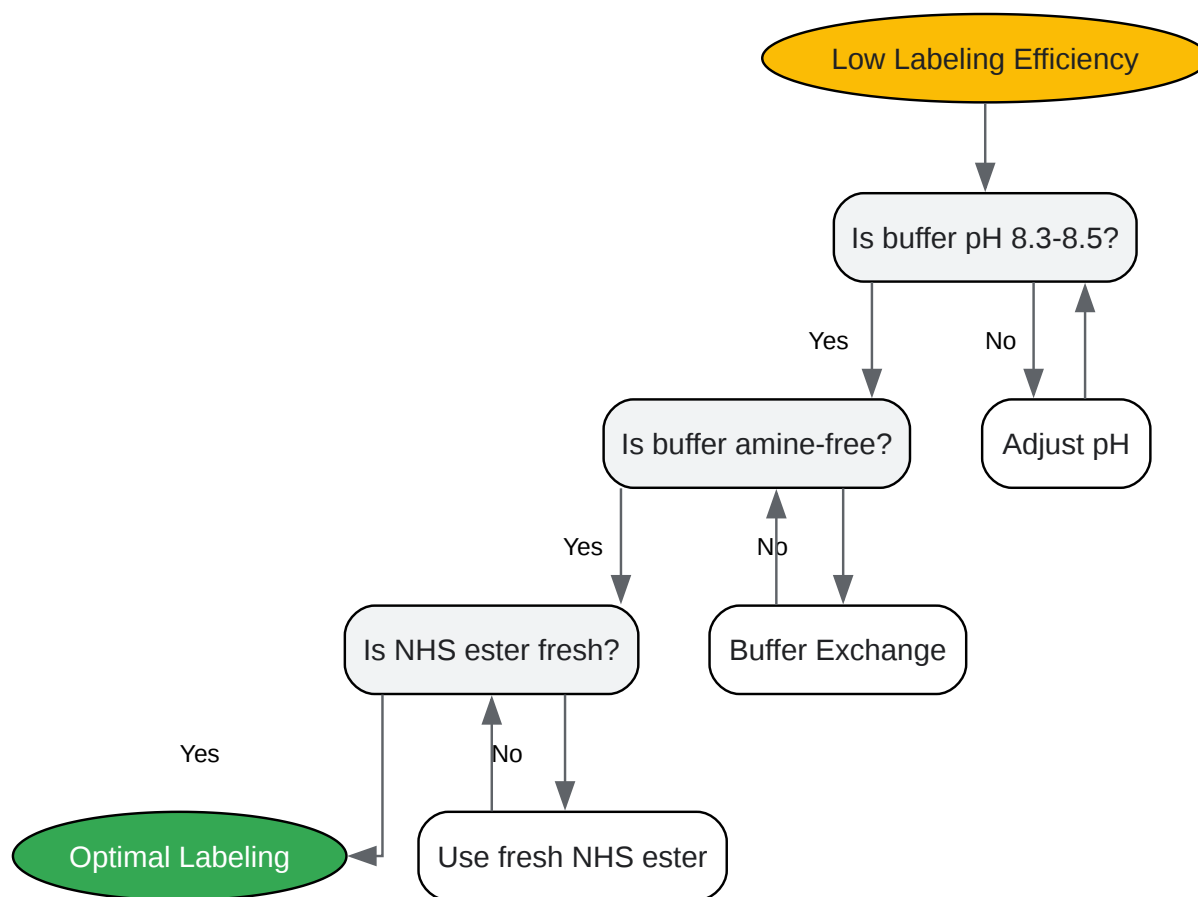 Low Labeling Efficiency
Is buffer pH 8.3-8.5?
Yes
No
Is buffer amine-free?
Adjust pH
Yes
No
Is NHS ester fresh?
Buffer Exchange
Yes
No
Optimal Labeling
Use fresh NHS ester